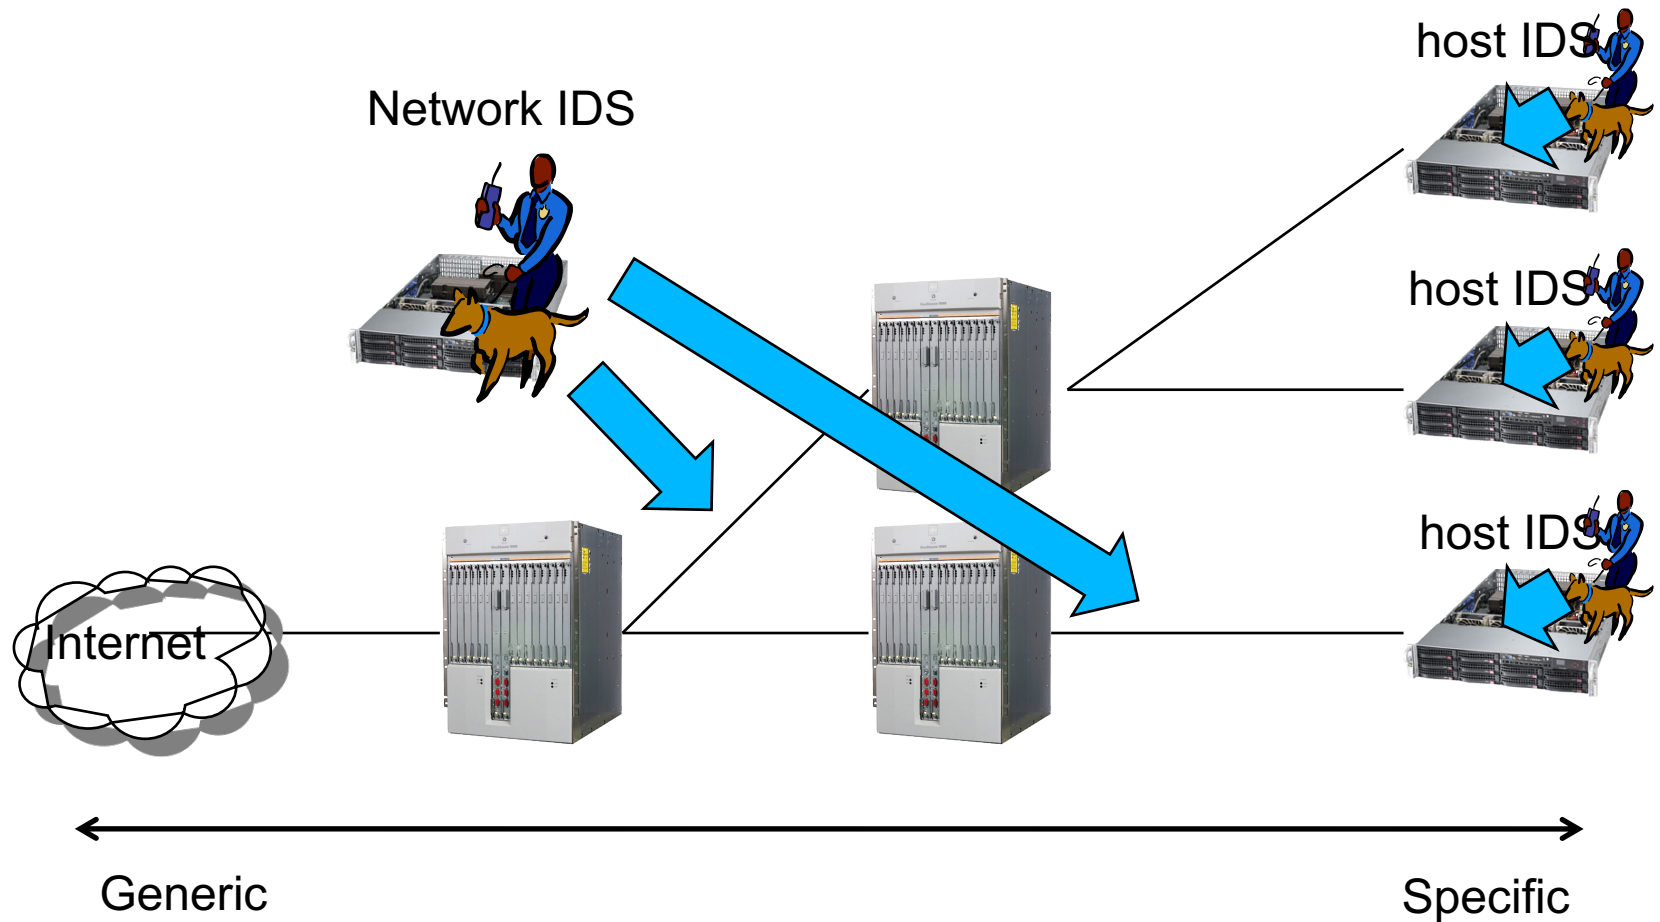 host IDS
Network IDS
host IDS
host IDS
Internet
Generic
Specific